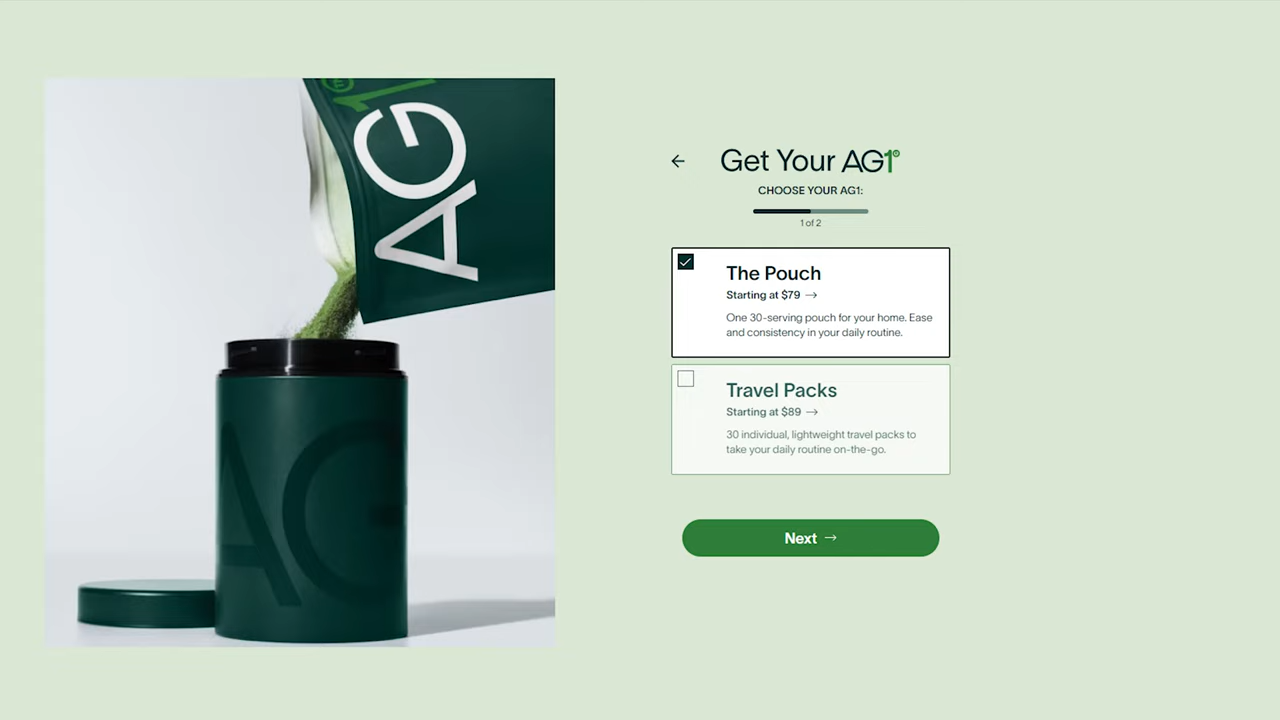 AG1
AG
Get Your AG1
CHOOSE YOUR AG1:
1 of 2
The Pouch
Starting at $79 →
One 30-serving pouch for your home. Ease
and consistency in your daily routine.
Travel Packs
Starting at $89 →
30 individual, lightweight travel packs to
take your daily routine on-the-go.
Next →